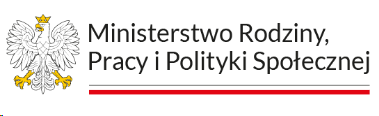 Ministerstwo Rodziny,
Pracy i Polityki Społecznej